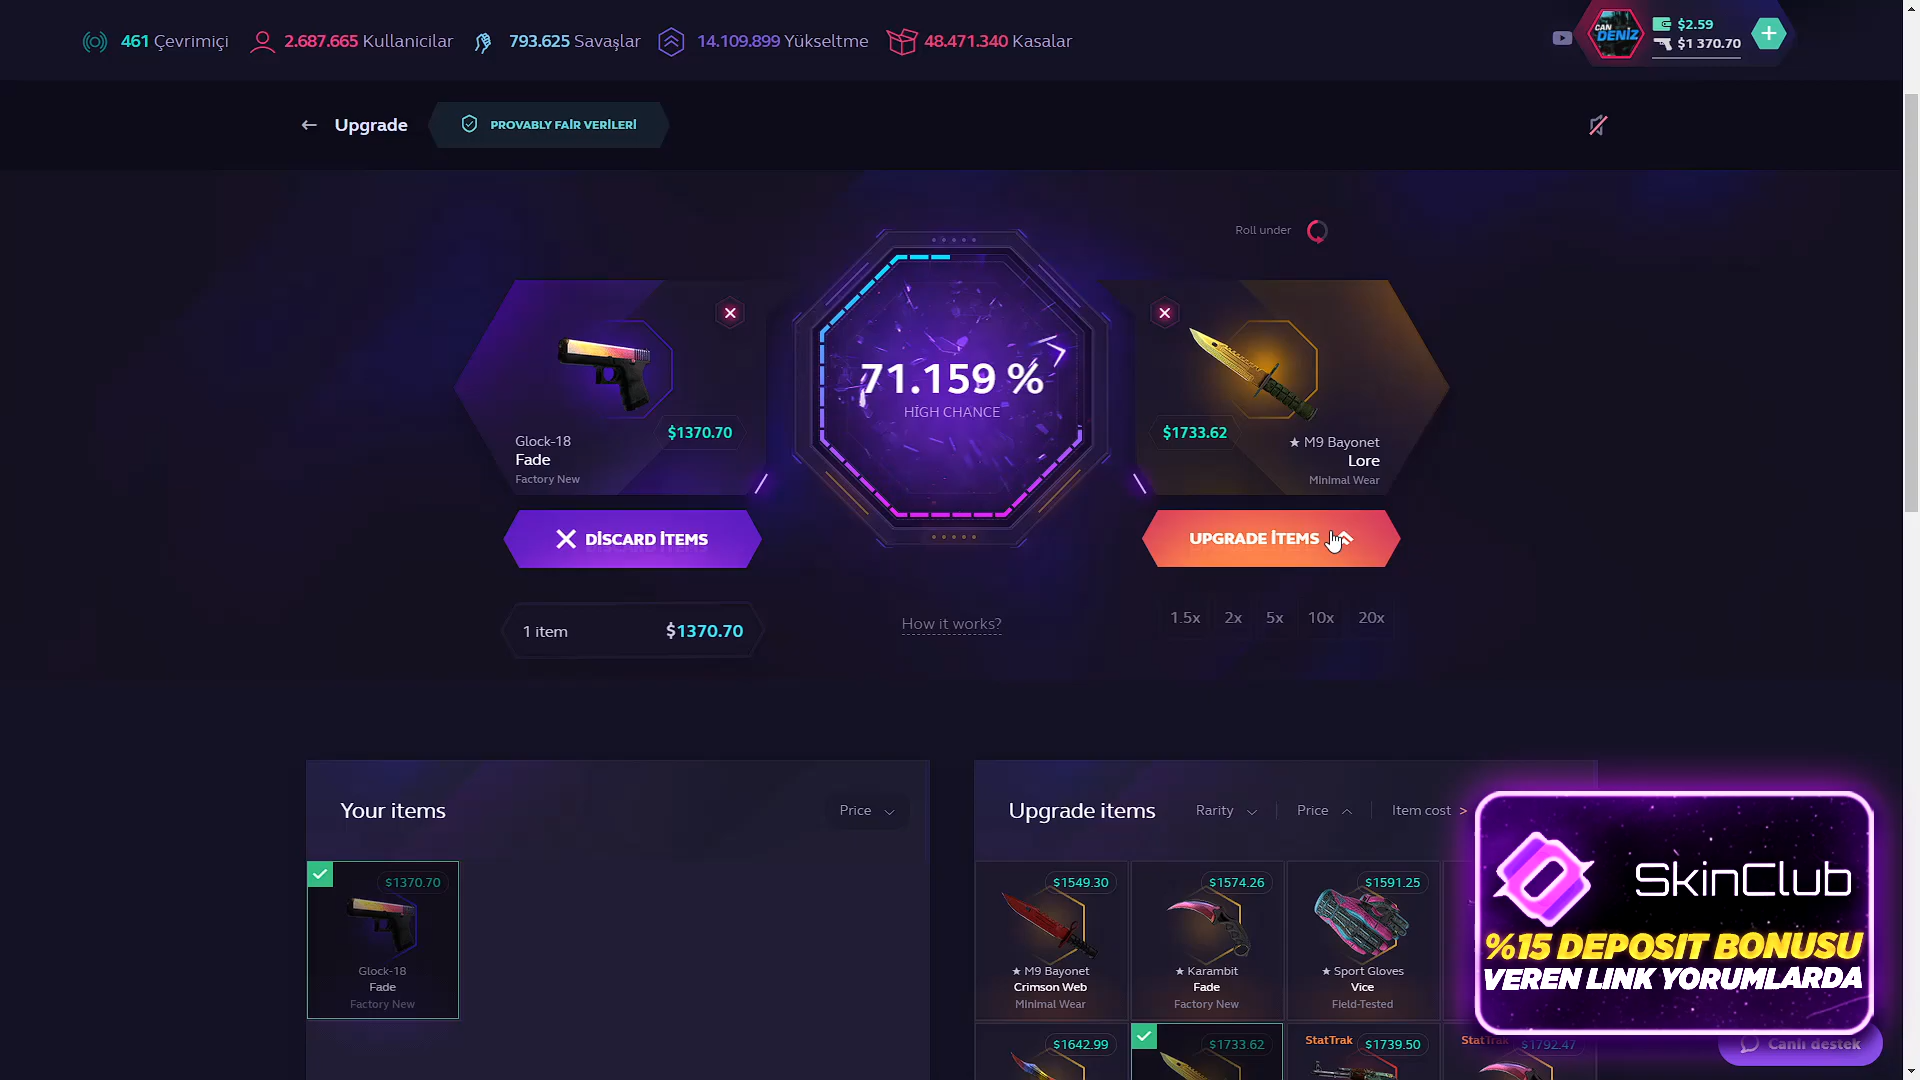 461 Çevrimiçi
2.687.665 Kullanicilar
793.625 Savaşlar
14.109.899 Yükseltme
48.471.340 Kasalar
CAN DENİZ
$2.59
$1 370.70
Upgrade
PROVABLY FAİR VERİLERİ
Roll under
71.159 %
HİGH CHANCE
$1370.70
Glock-18
Fade
Factory New
$1733.62
★ M9 Bayonet
Lore
Minimal Wear
DİSCARD İTEMS
UPGRADE İTEMS
1 item
$1370.70
How it works?
1.5x 2x 5x 10x 20x
Your items
Price
$1370.70
Glock-18
Fade
Factory New
Upgrade items
Rarity
Price
Item cost >
$1549.30
★ M9 Bayonet
Crimson Web
Minimal Wear
$1574.26
★ Karambit
Fade
Factory New
$1591.25
★ Sport Gloves
Vice
Field-Tested
$1642.99
$1733.62
StatTrak $1739.50
StatTrak $1792.47
SkinClub
%15 DEPOSIT BONUSU
VEREN LINK YORUMLARDA
Canlı destek